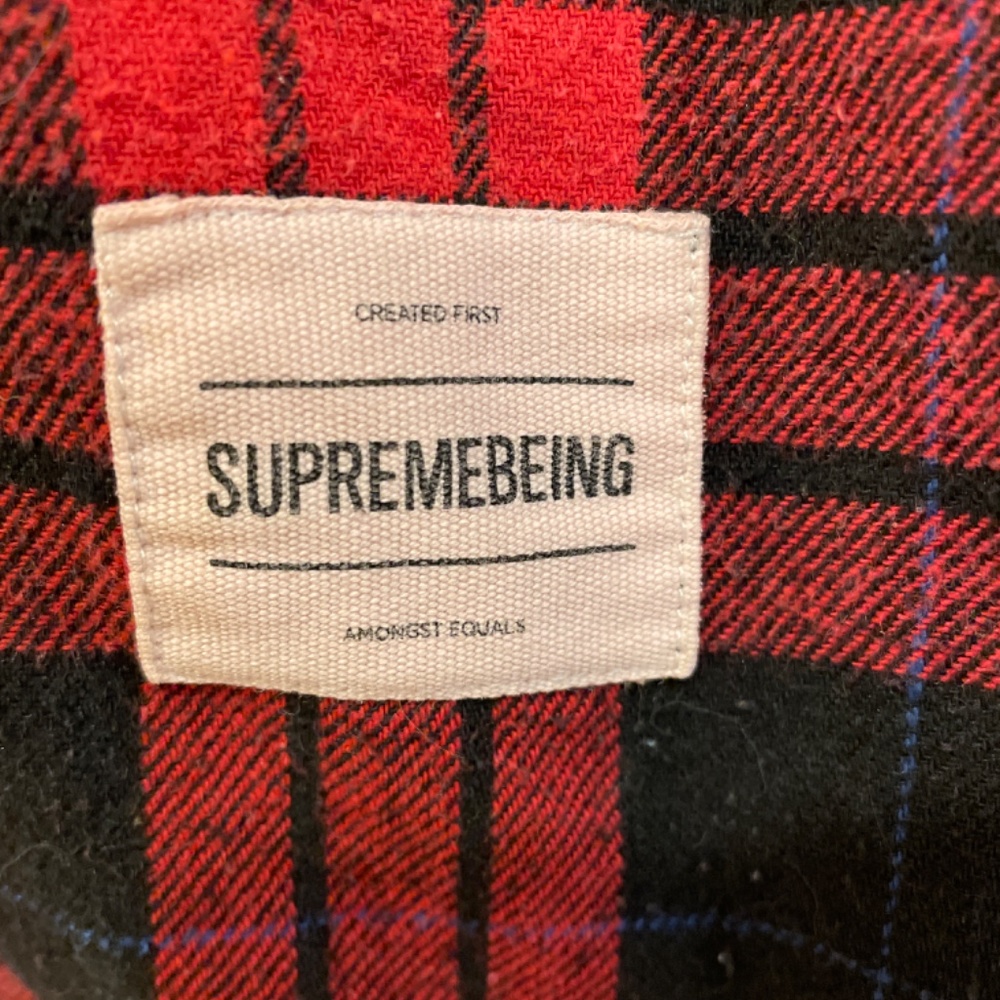 CREATED FIRST
SUPREMEBEING
AMONGST EQUALS